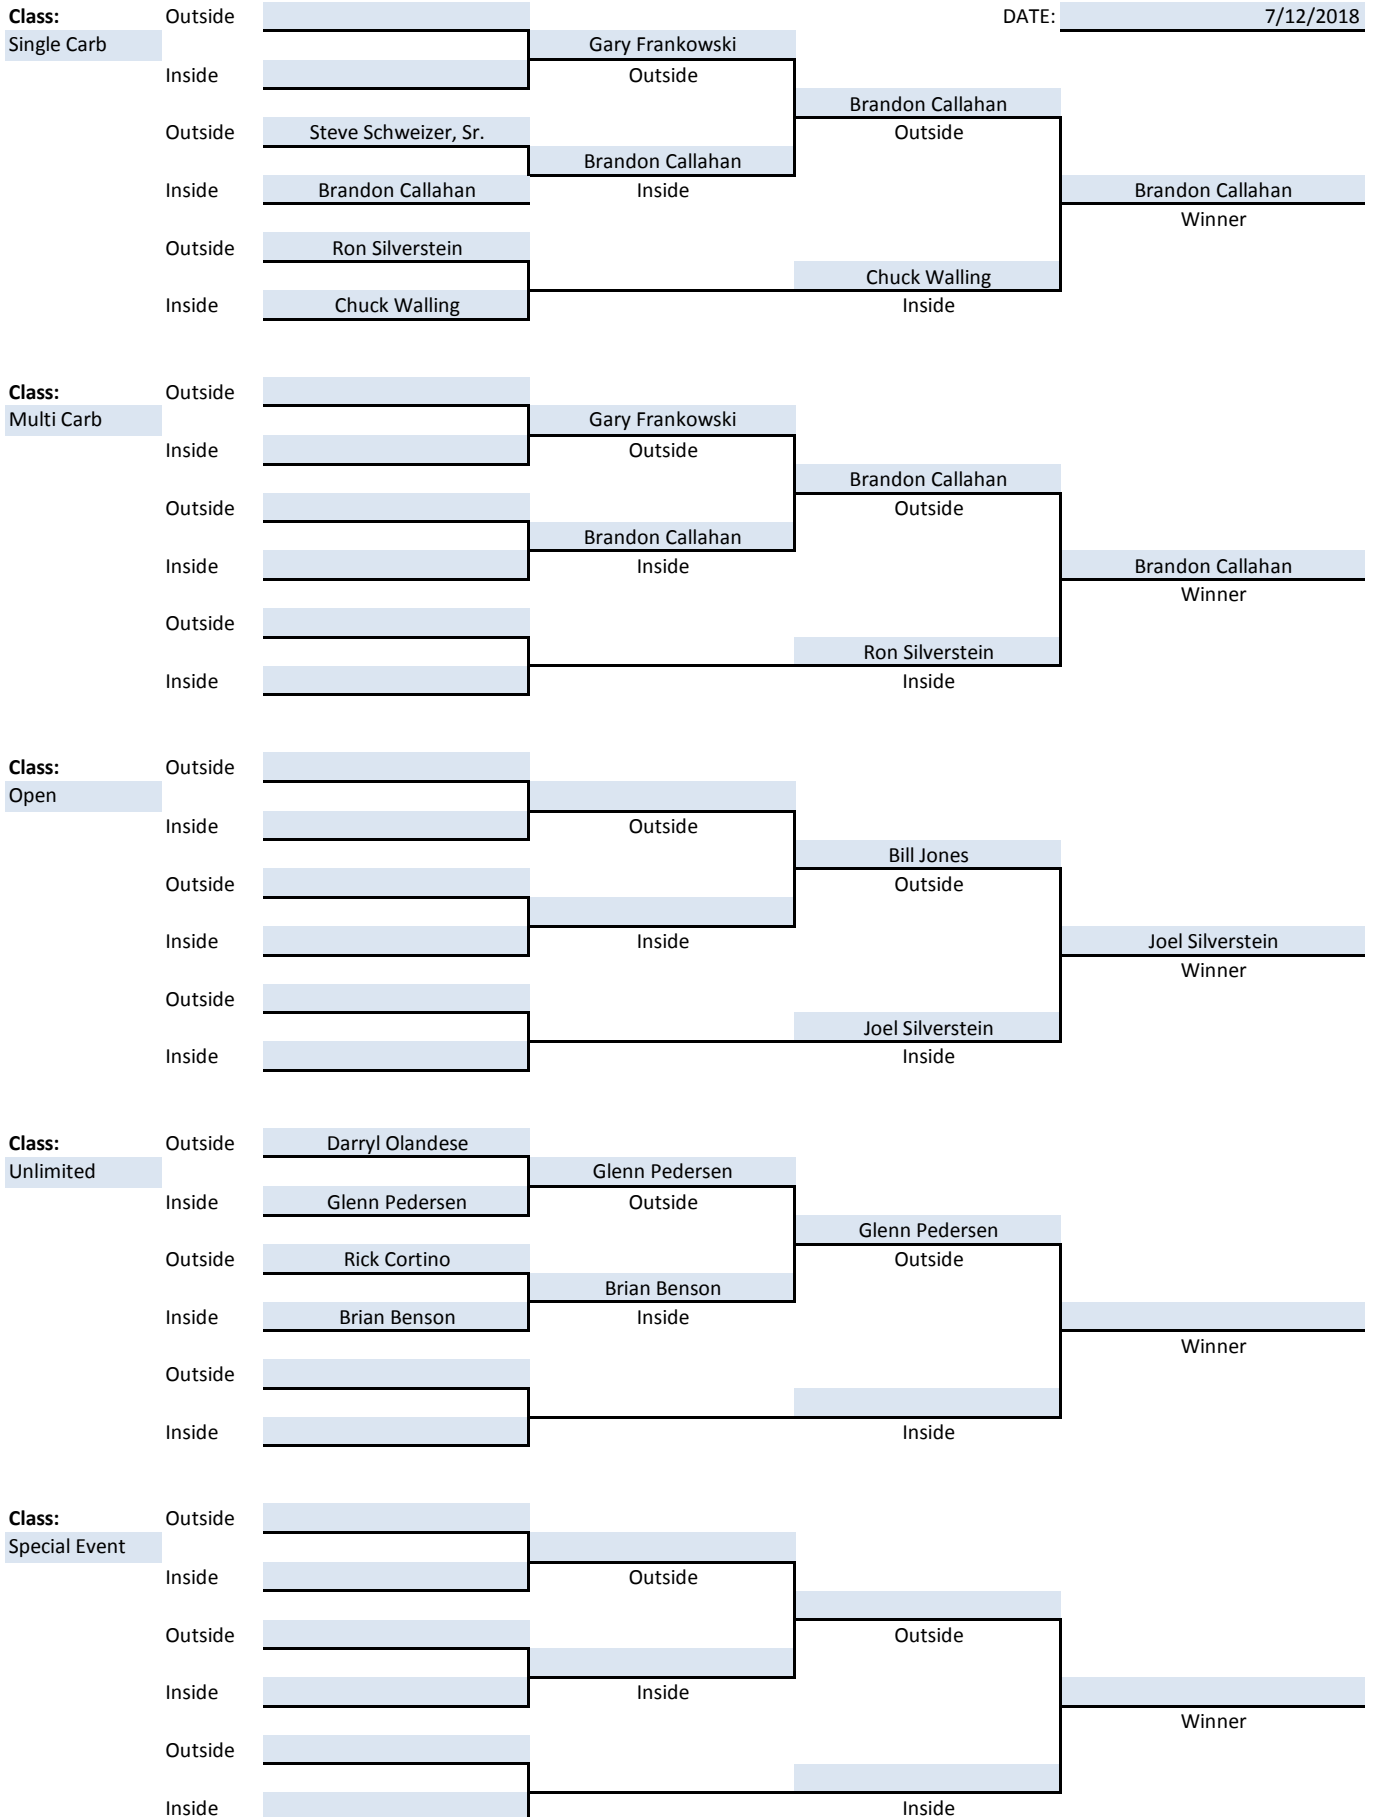 Class: Outside DATE: 7/12/2018
Single Carb Gary Frankowski
Inside Outside
Brandon Callahan
Outside Steve Schweizer, Sr. Outside
Brandon Callahan
Inside Brandon Callahan Inside Brandon Callahan
Winner
Outside Ron Silverstein
Chuck Walling
Inside Chuck Walling Inside
Class: Outside
Multi Carb Gary Frankowski
Inside Outside
Brandon Callahan
Outside Outside
Brandon Callahan
Inside Inside Brandon Callahan
Winner
Outside
Ron Silverstein
Inside Inside
Class: Outside
Open
Inside Outside
Bill Jones
Outside Outside
Inside Inside Joel Silverstein
Winner
Outside
Joel Silverstein
Inside Inside
Class: Outside Darryl Olandese
Unlimited Glenn Pedersen
Inside Glenn Pedersen Outside
Glenn Pedersen
Outside Rick Cortino Outside
Brian Benson
Inside Brian Benson Inside
Winner
Outside
Inside Inside
Class: Outside
Special Event
Inside Outside
Outside Outside
Inside Inside
Winner
Outside
Inside Inside